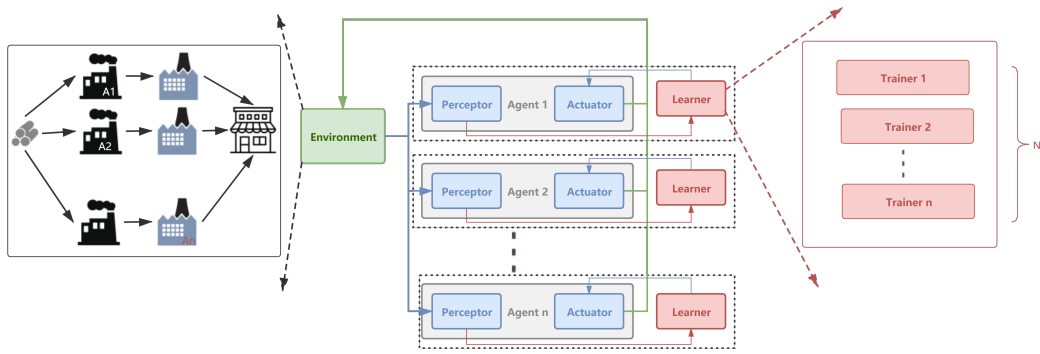 A1
A2
An
Environment
Perceptor
Agent 1
Actuator
Learner
Perceptor
Agent 2
Actuator
Learner
Perceptor
Agent n
Actuator
Learner
Trainer 1
Trainer 2
Trainer n
N